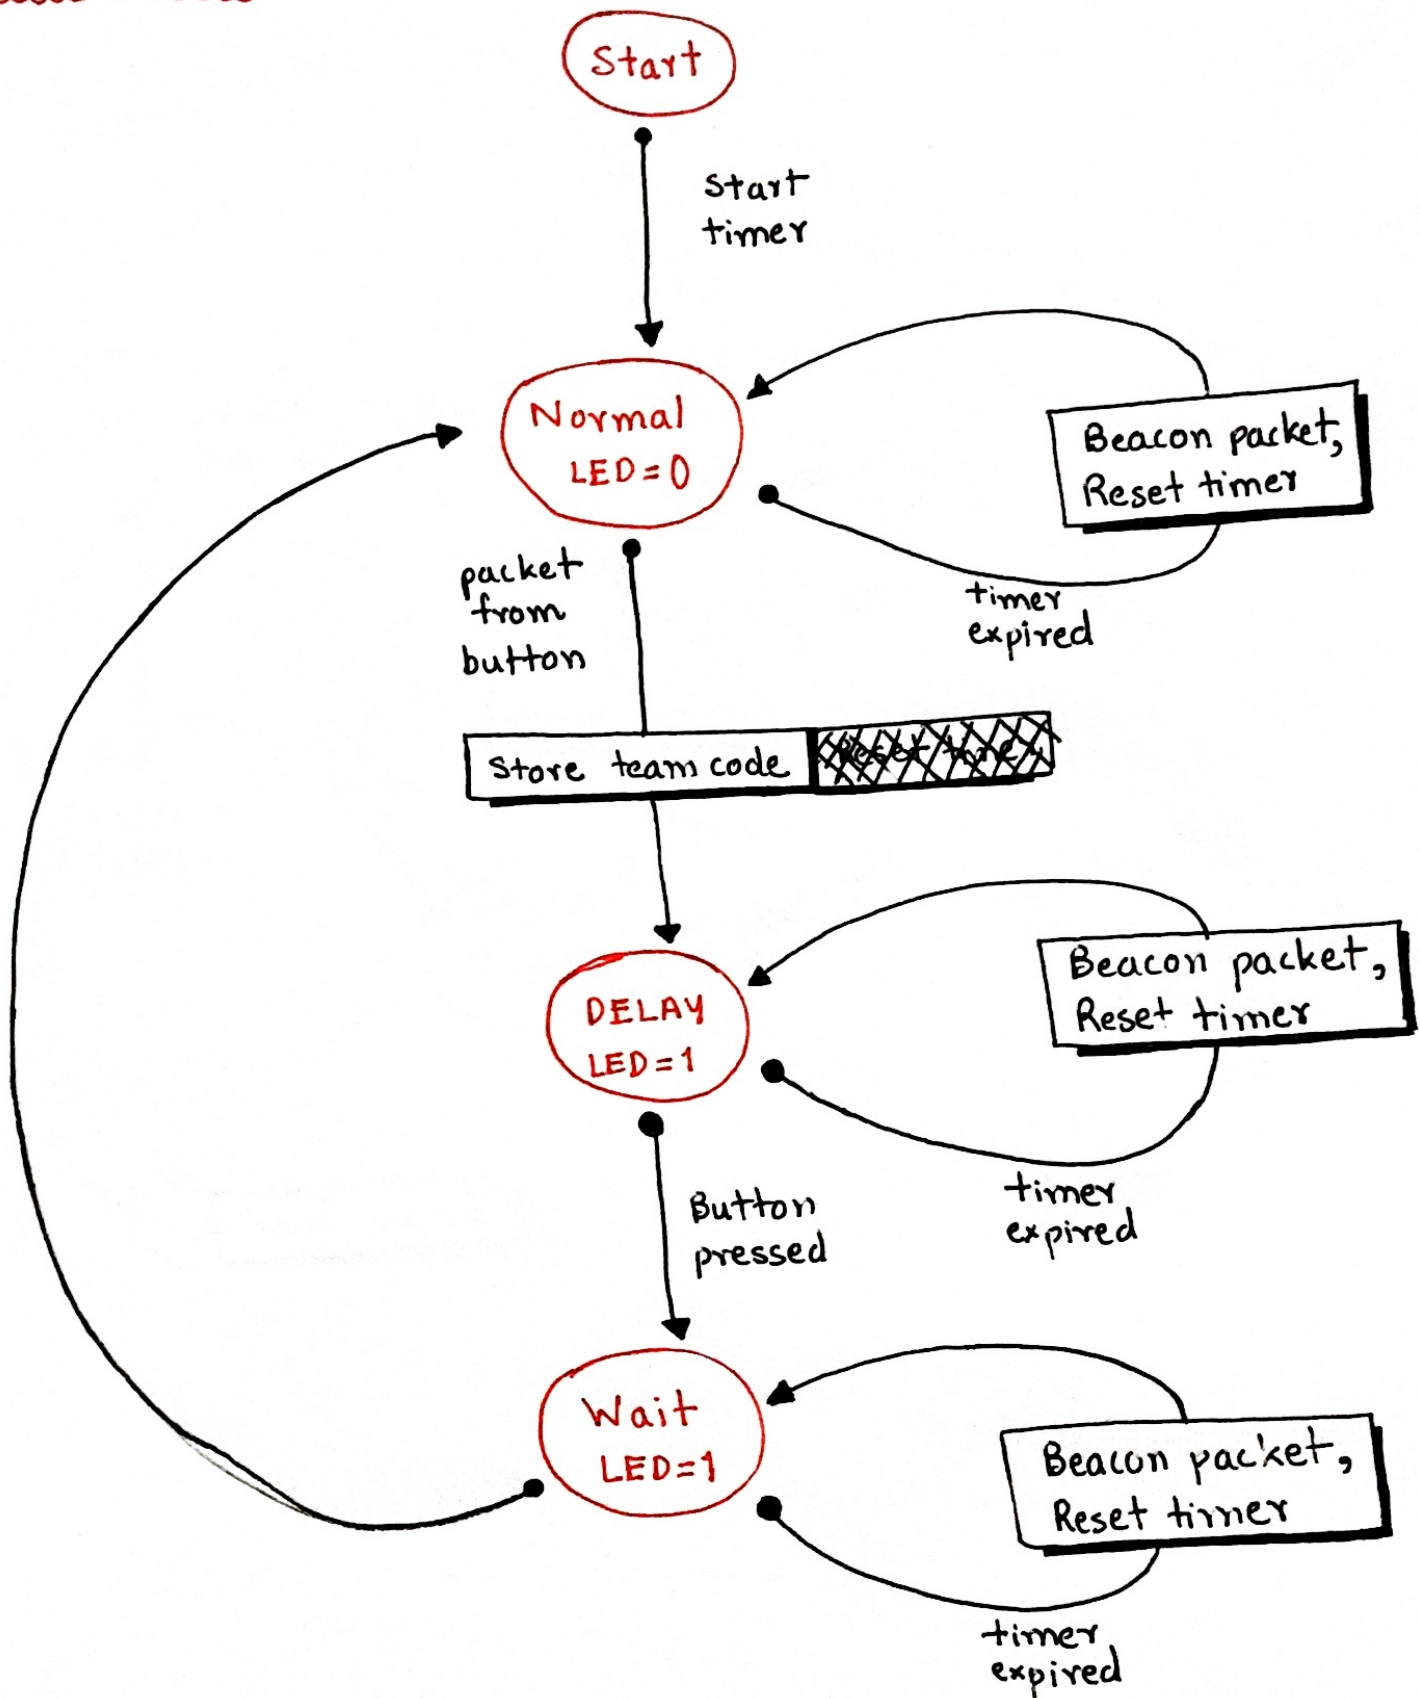 Start
Start
timer
Normal
LED=0
Beacon packet,
Reset timer
timer
expired
packet
from
button
Store team code
DELAY
LED=1
Beacon packet,
Reset timer
timer
expired
Button
pressed
Wait
LED=1
Beacon packet,
Reset timer
timer
expired